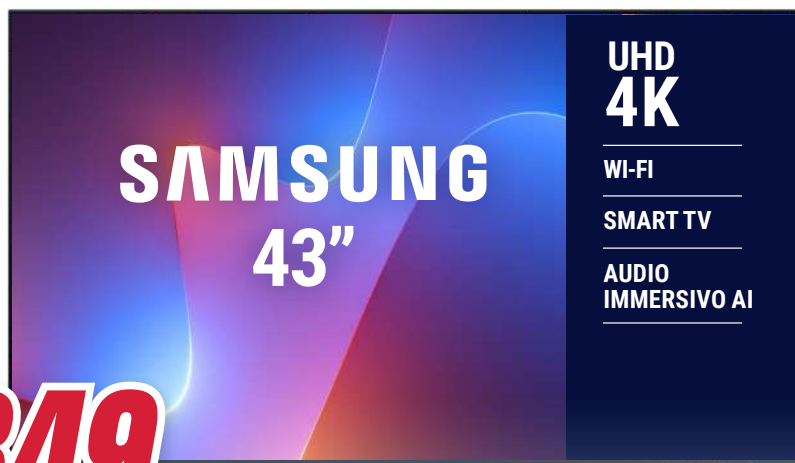 SAMSUNG
43”
UHD
4K
WI-FI
SMART TV
AUDIO
IMMERSIVO AI